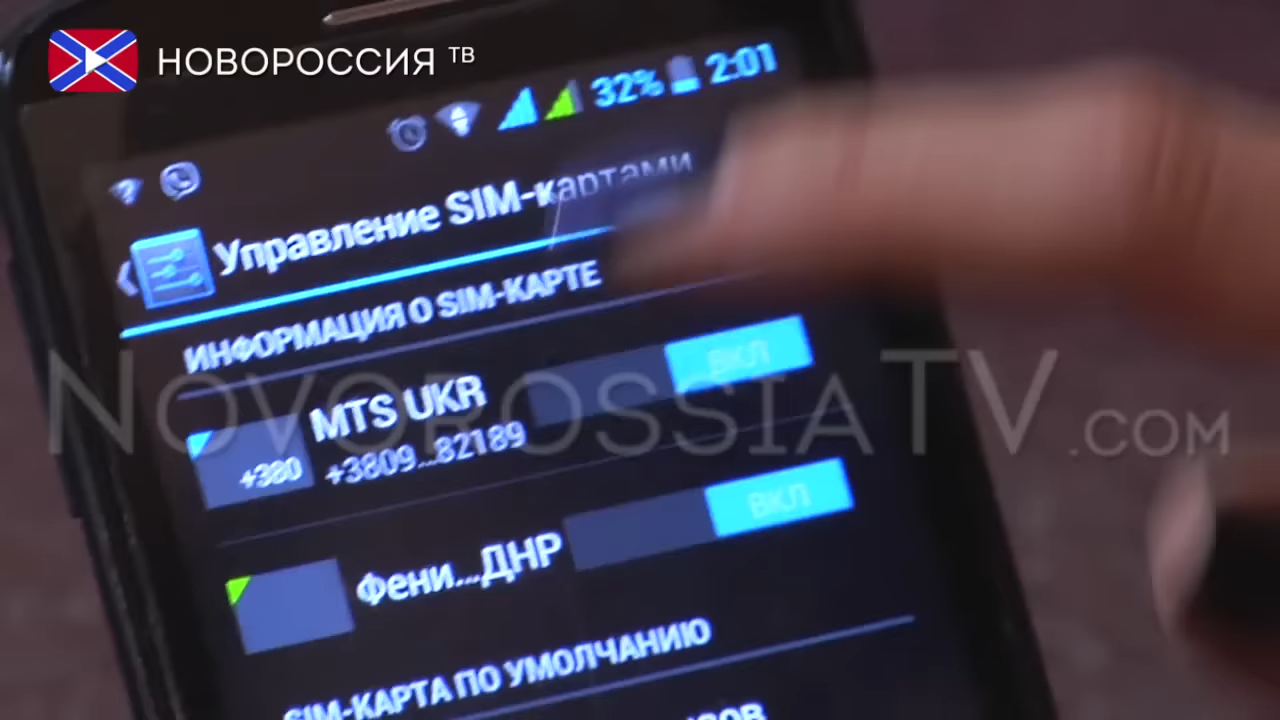 НОВОРОССИЯ ТВ
32% 2:01
Управление SIM-картами
ИНФОРМАЦИЯ О SIM-КАРТЕ
MTS UKR
ВКЛ
+380
+3809...82189
NOVOROSSIATV.COM
Фени...ДНР
ВКЛ
SIM-КАРТА ПО УМОЛЧАНИЮ